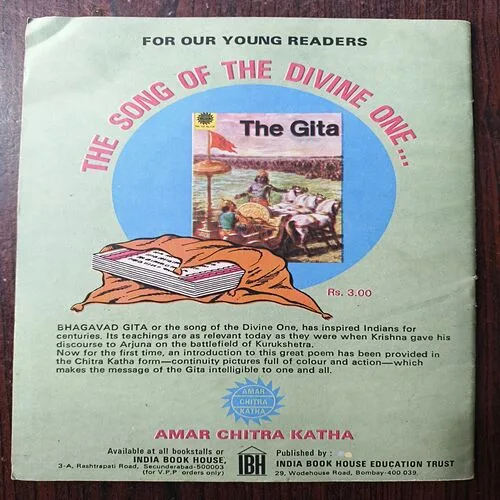 FOR OUR YOUNG READERS
THE SONG OF THE DIVINE ONE...
The Gita
Rs. 3.00
BHAGAVAD GITA or the song of the Divine One, has inspired Indians for
centuries. Its teachings are as relevant today as they were when Krishna gave his
discourse to Arjuna on the battlefield of Kurukshetra.
Now for the first time, an introduction to this great poem has been provided in
the Chitra Katha form—continuity pictures full of colour and action—which
makes the message of the Gita intelligible to one and all.
AMAR
CHITRA
KATHA
AMAR CHITRA KATHA
Available at all bookstalls or
INDIA BOOK HOUSE,
3-A, Rashtrapati Road, Secunderabad-500003
(for V.P.P orders only)
IBH
Published by :
INDIA BOOK HOUSE EDUCATION TRUST
29, Wodehouse Road, Bombay-400 039.